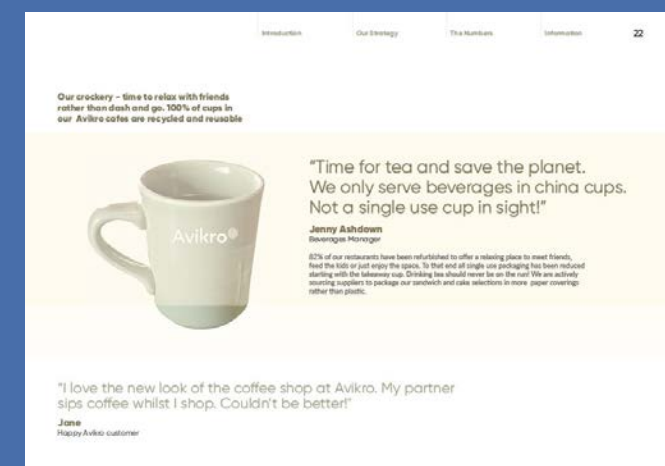 Introduction
Our Strategy
The Numbers
Information
22
Our crockery – time to relax with friends
rather than dash and go. 100% of cups in
our Avikro cafes are recycled and reusable
Avikro
“Time for tea and save the planet.
We only serve beverages in china cups.
Not a single use cup in sight!”
Jenny Ashdown
Beverages Manager
82% of our restaurants have been refurbished to offer a relaxing place to meet friends,
feed the kids or just enjoy the space. To that end all single use packaging has been reduced
starting with the takeaway cup. Drinking tea should never be on the run! We are actively
sourcing suppliers to package our sandwich and cake selections in more paper coverings
rather than plastic.
“I love the new look of the coffee shop at Avikro. My partner
sips coffee whilst I shop. Couldn't be better!”
Jane
Happy Avikro customer